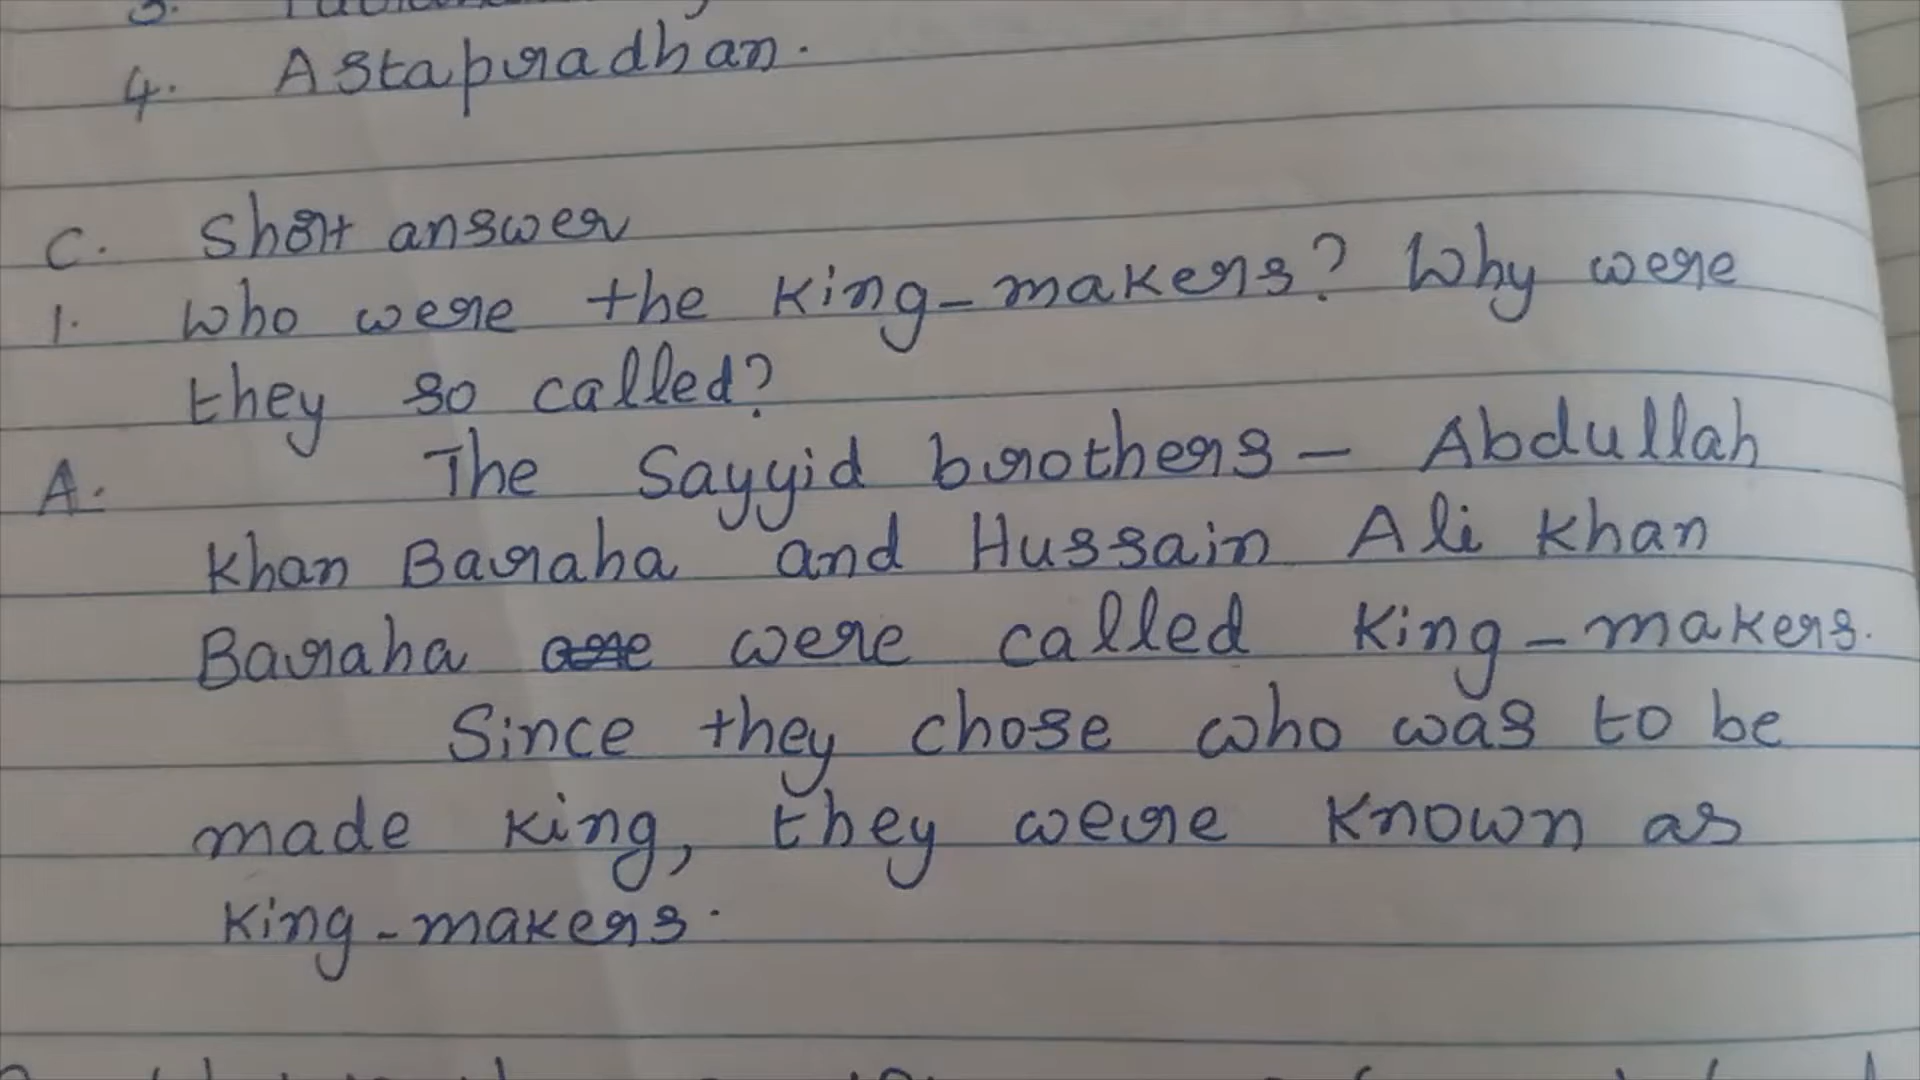 3.
4. Astapradhan.
C. Short answer
1. Who were the king-makers? Why were
they so called?
A. The Sayyid brothers - Abdullah
Khan Baraha and Hussain Ali Khan
Baraha are were called king-makers.
Since they chose who was to be
made king, they were known as
king-makers.